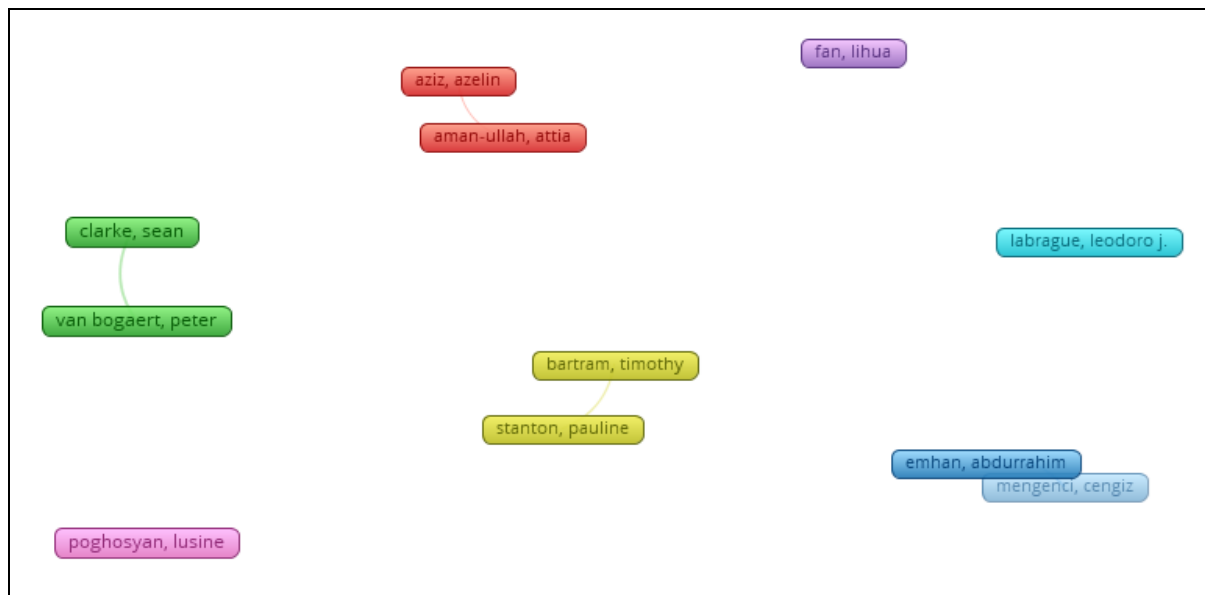 fan, lihua
aziz, azelin
aman-ullah, attia
clarke, sean
labrague, leodoro j.
van bogaert, peter
bartram, timothy
stanton, pauline
emhan, abdurrahim
mengenci, cengiz
poghosyan, lusine